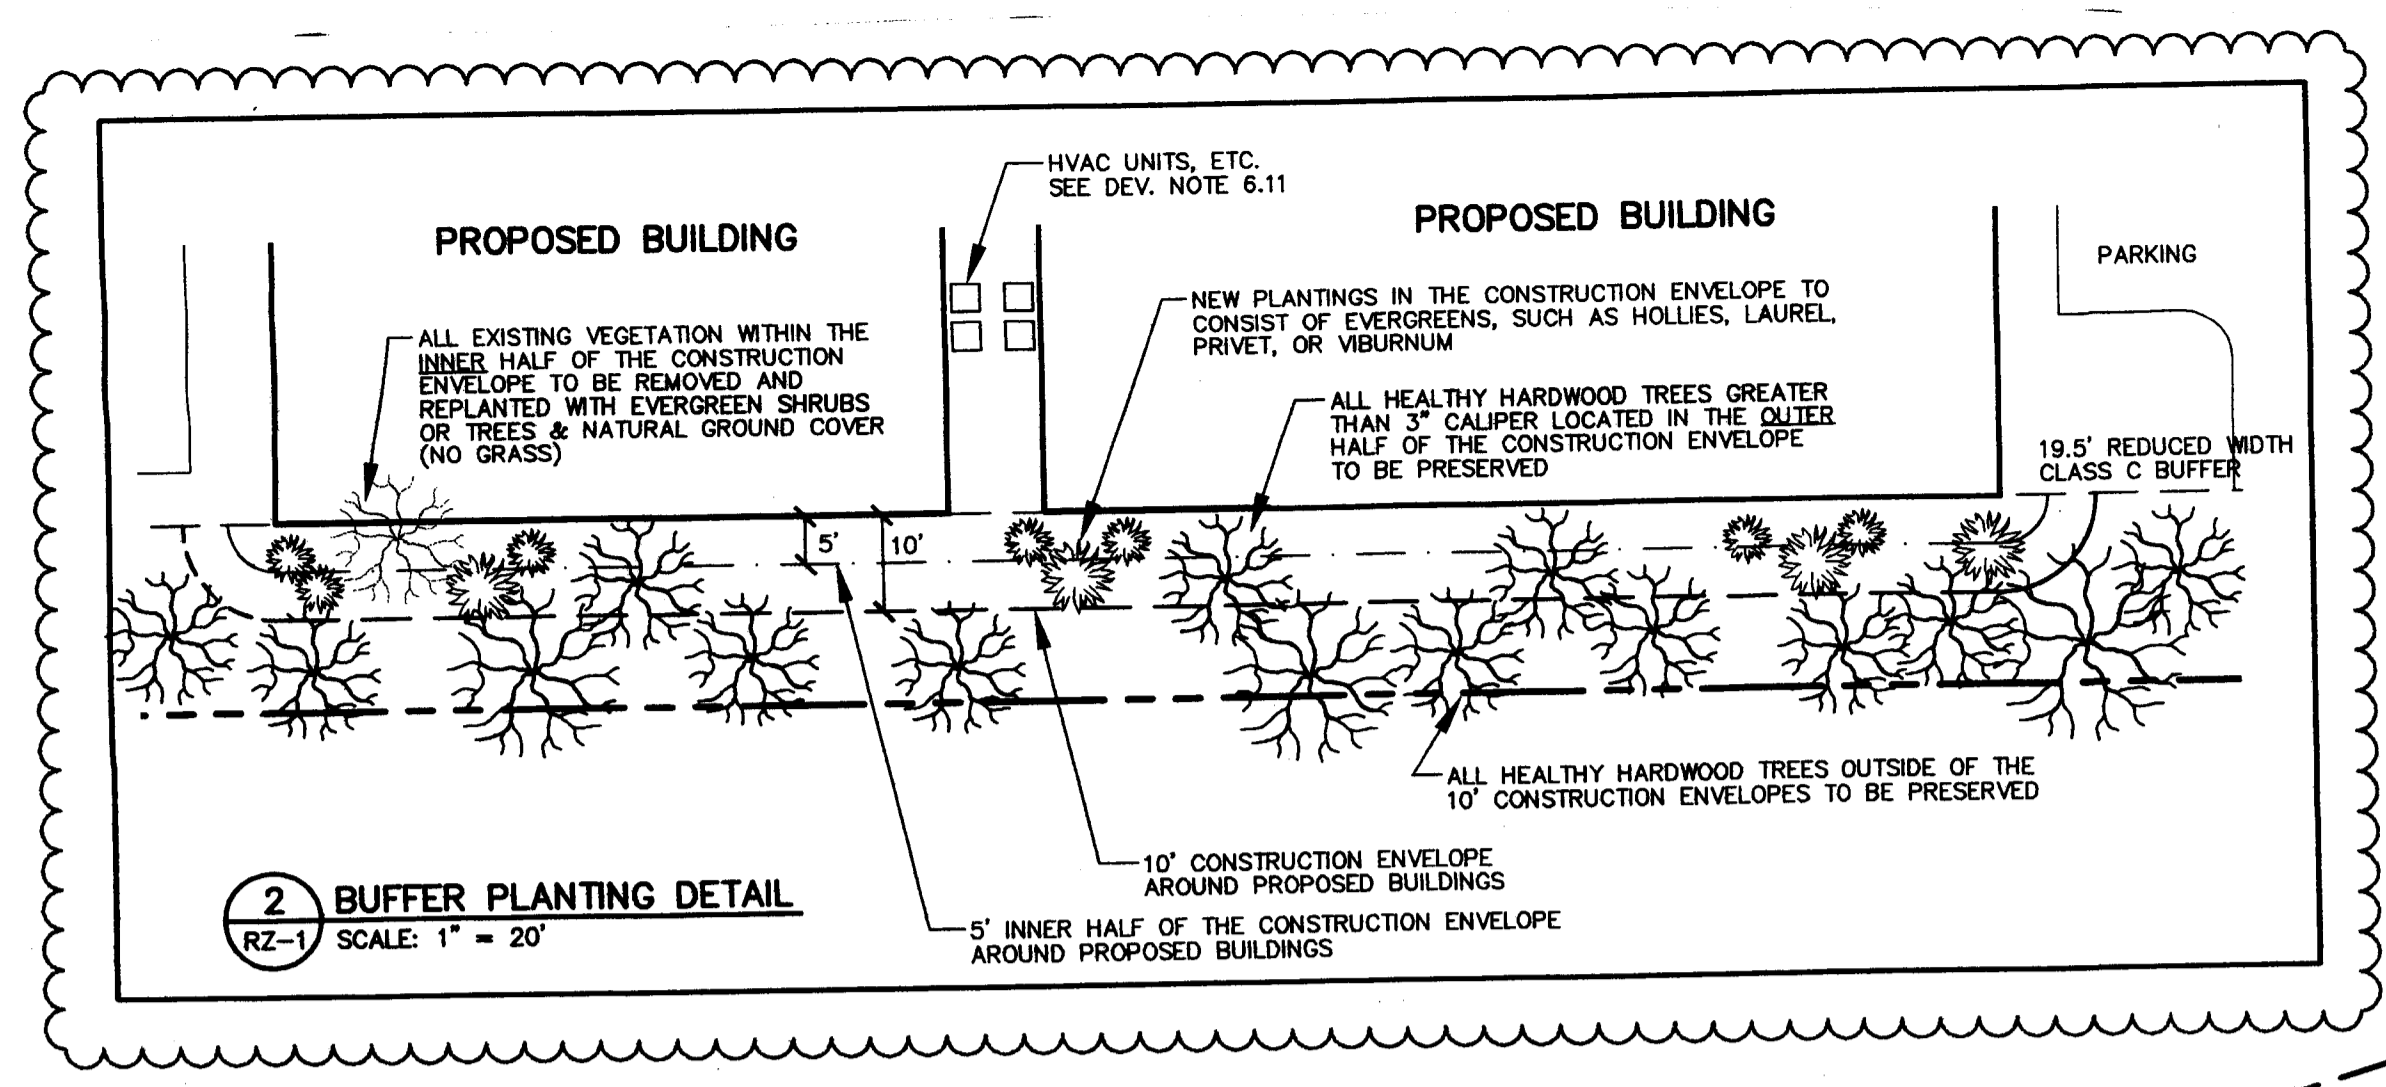 HVAC UNITS, ETC.
SEE DEV. NOTE 6.11
PROPOSED BUILDING
PROPOSED BUILDING
PARKING
ALL EXISTING VEGETATION WITHIN THE
INNER HALF OF THE CONSTRUCTION
ENVELOPE TO BE REMOVED AND
REPLANTED WITH EVERGREEN SHRUBS
OR TREES & NATURAL GROUND COVER
(NO GRASS)
NEW PLANTINGS IN THE CONSTRUCTION ENVELOPE TO
CONSIST OF EVERGREENS, SUCH AS HOLLIES, LAUREL,
PRIVET, OR VIBURNUM
ALL HEALTHY HARDWOOD TREES GREATER
THAN 3" CALIPER LOCATED IN THE OUTER
HALF OF THE CONSTRUCTION ENVELOPE
TO BE PRESERVED
19.5' REDUCED WIDTH
CLASS C BUFFER
5'
10'
ALL HEALTHY HARDWOOD TREES OUTSIDE OF THE
10' CONSTRUCTION ENVELOPES TO BE PRESERVED
10' CONSTRUCTION ENVELOPE
AROUND PROPOSED BUILDINGS
5' INNER HALF OF THE CONSTRUCTION ENVELOPE
AROUND PROPOSED BUILDINGS
2
RZ-1
BUFFER PLANTING DETAIL
SCALE: 1" = 20'